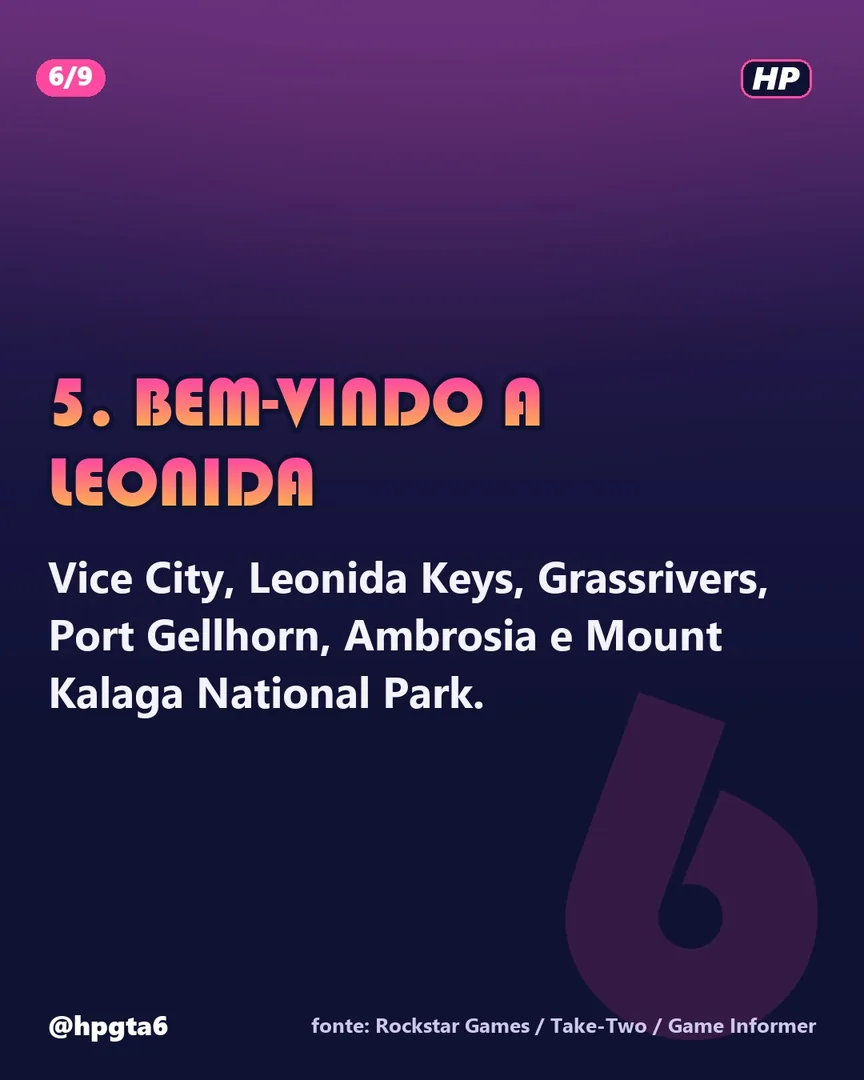 6/9
HP
5. BEM-VINDO A
LEONIDA
Vice City, Leonida Keys, Grassrivers,
Port Gellhorn, Ambrosia e Mount
Kalaga National Park.
6
@hpgta6
fonte: Rockstar Games / Take-Two / Game Informer